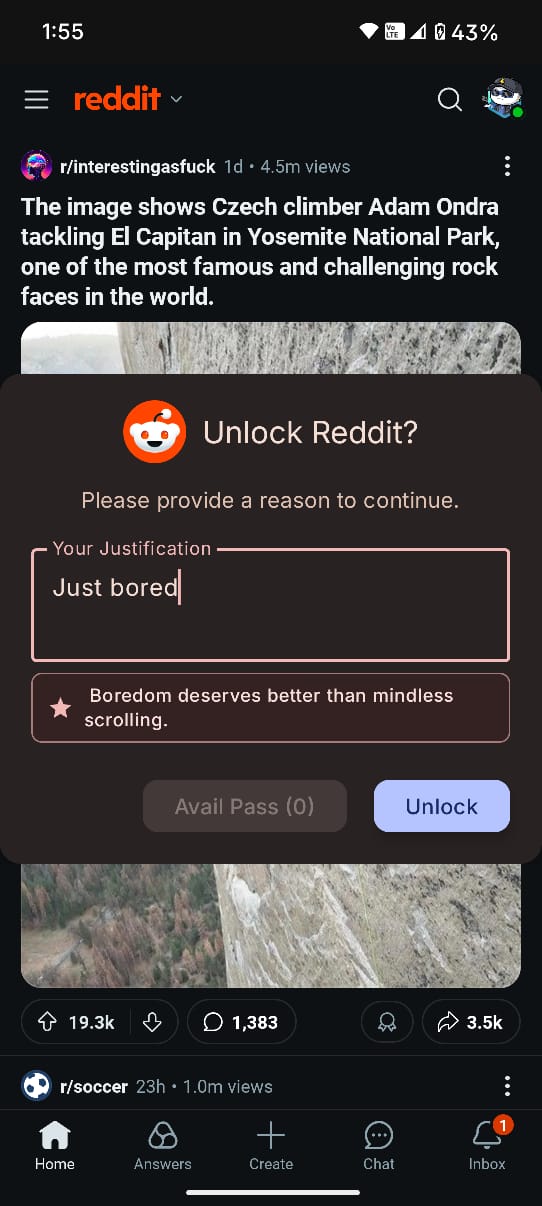 1:55
Vo
LTE
43%
reddit
r/interestingasfuck 1d • 4.5m views
The image shows Czech climber Adam Ondra
tackling El Capitan in Yosemite National Park,
one of the most famous and challenging rock
faces in the world.
Unlock Reddit?
Please provide a reason to continue.
Your Justification
Just bored
Boredom deserves better than mindless
scrolling.
Avail Pass (0)
Unlock
19.3k
1,383
3.5k
r/soccer 23h • 1.0m views
Home
Answers
Create
Chat
1
Inbox